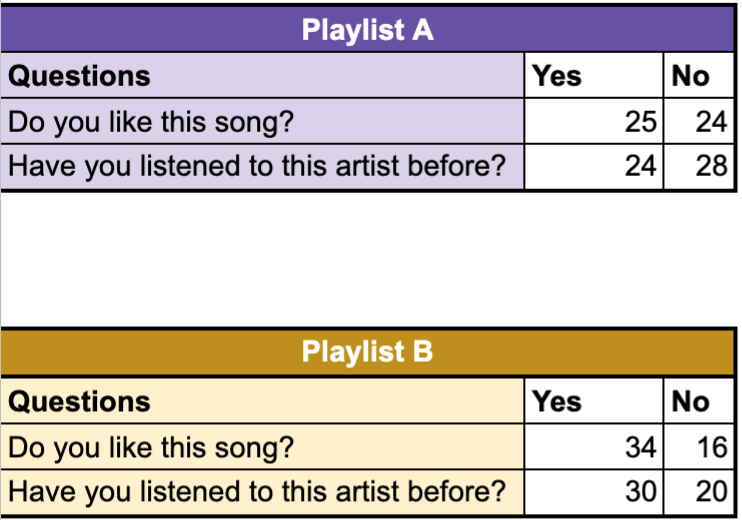 Playlist A
Questions Yes No
Do you like this song? 25 24
Have you listened to this artist before? 24 28
Playlist B
Questions Yes No
Do you like this song? 34 16
Have you listened to this artist before? 30 20